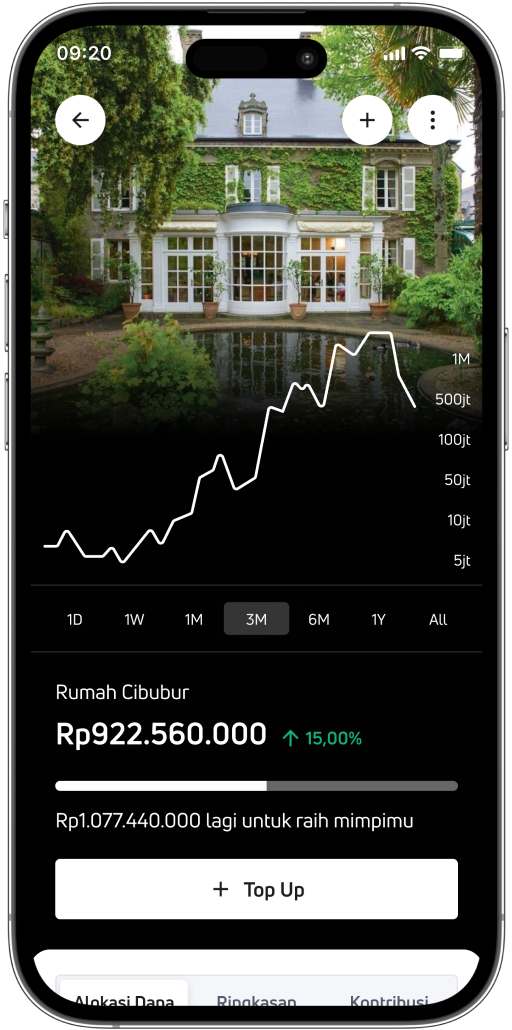 09:20
1M
500jt
100jt
50jt
10jt
5jt
1D 1W 1M 3M 6M 1Y All
Rumah Cibubur
Rp922.560.000 ↑ 15,00%
Rp1.077.440.000 lagi untuk raih mimpimu
+ Top Up
Alokasi Dana Ringkasan Kontribusi